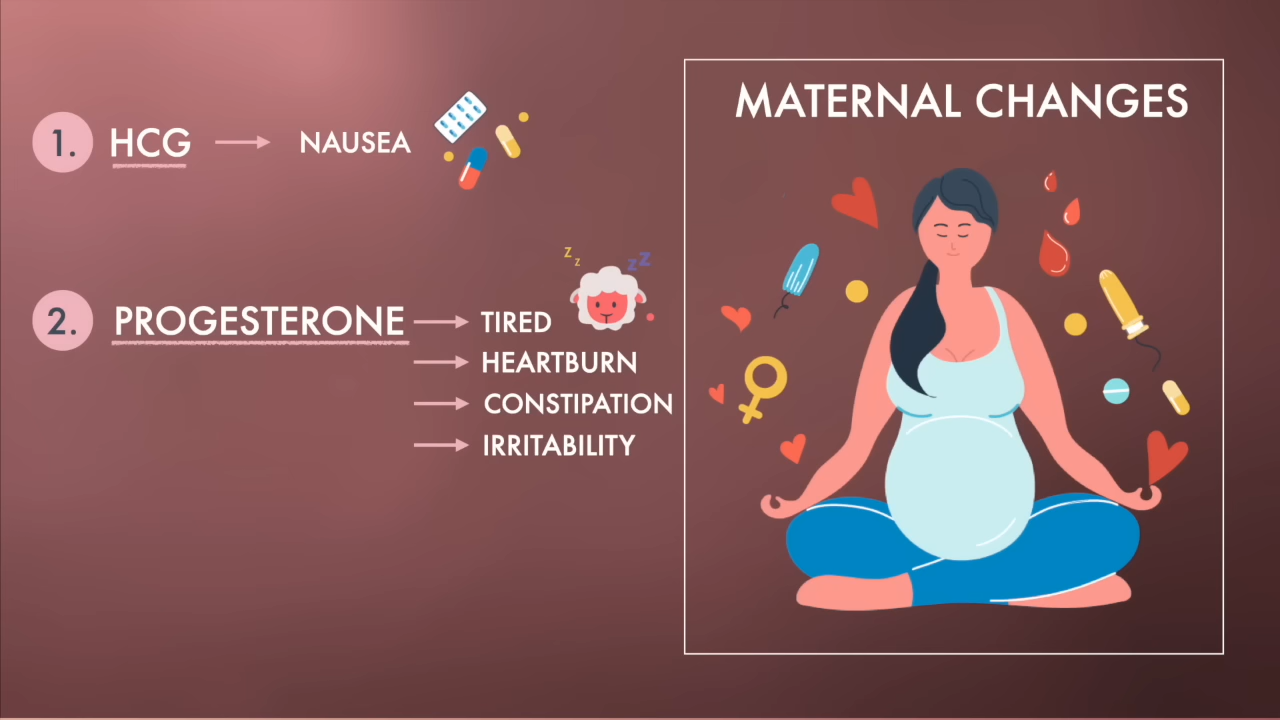 MATERNAL CHANGES
1. HCG → NAUSEA
2. PROGESTERONE → TIRED
→ HEARTBURN
→ CONSTIPATION
→ IRRITABILITY
z z z z